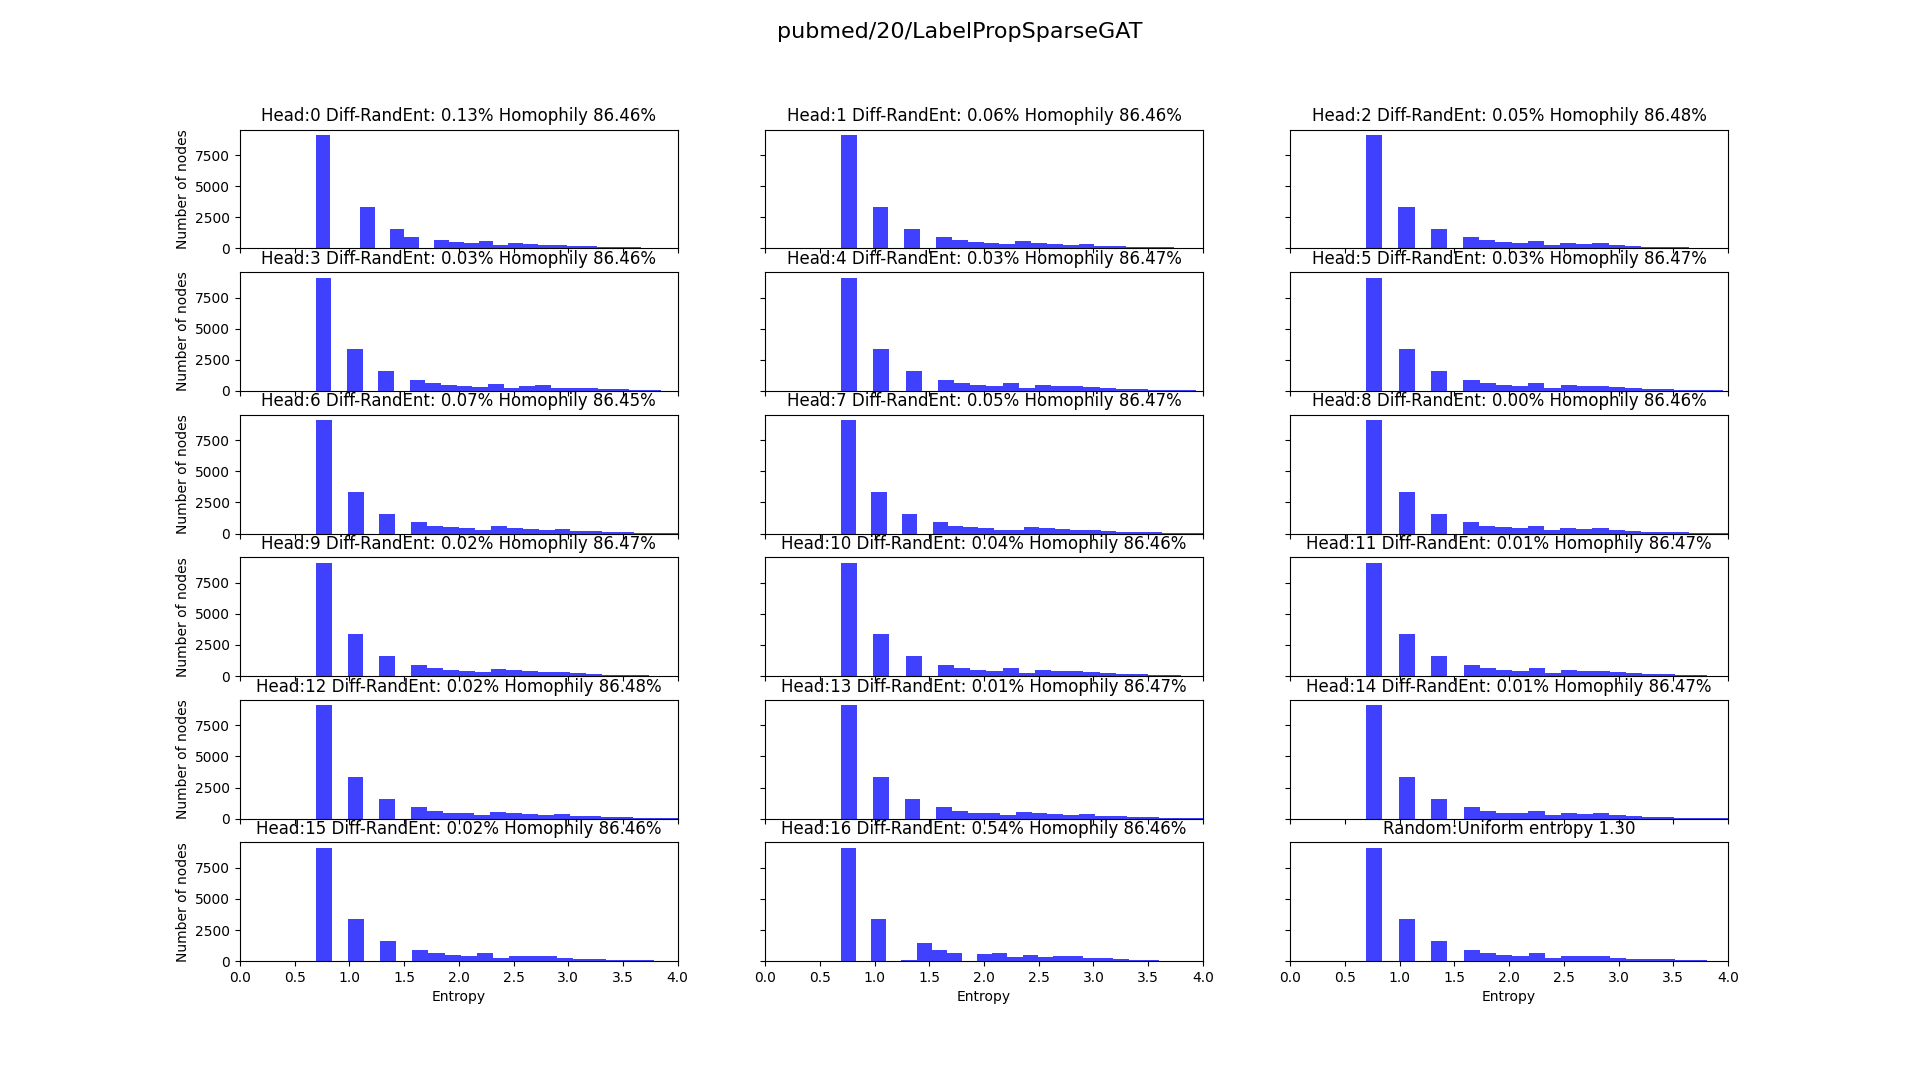 pubmed/20/LabelPropSparseGAT
Head:0 Diff-RandEnt: 0.13% Homophily 86.46%
Head:1 Diff-RandEnt: 0.06% Homophily 86.46%
Head:2 Diff-RandEnt: 0.05% Homophily 86.48%
Number of nodes
7500
5000
2500
0
Head:3 Diff-RandEnt: 0.03% Homophily 86.46%
Head:4 Diff-RandEnt: 0.03% Homophily 86.47%
Head:5 Diff-RandEnt: 0.03% Homophily 86.47%
Number of nodes
7500
5000
2500
0
Head:6 Diff-RandEnt: 0.07% Homophily 86.45%
Head:7 Diff-RandEnt: 0.05% Homophily 86.47%
Head:8 Diff-RandEnt: 0.00% Homophily 86.46%
Number of nodes
7500
5000
2500
0
Head:9 Diff-RandEnt: 0.02% Homophily 86.47%
Head:10 Diff-RandEnt: 0.04% Homophily 86.46%
Head:11 Diff-RandEnt: 0.01% Homophily 86.47%
Number of nodes
7500
5000
2500
0
Head:12 Diff-RandEnt: 0.02% Homophily 86.48%
Head:13 Diff-RandEnt: 0.01% Homophily 86.47%
Head:14 Diff-RandEnt: 0.01% Homophily 86.47%
Number of nodes
7500
5000
2500
0
Head:15 Diff-RandEnt: 0.02% Homophily 86.46%
Head:16 Diff-RandEnt: 0.54% Homophily 86.46%
Random:Uniform entropy 1.30
Number of nodes
7500
5000
2500
0
0.0 0.5 1.0 1.5 2.0 2.5 3.0 3.5 4.0
Entropy
0.0 0.5 1.0 1.5 2.0 2.5 3.0 3.5 4.0
Entropy
0.0 0.5 1.0 1.5 2.0 2.5 3.0 3.5 4.0
Entropy